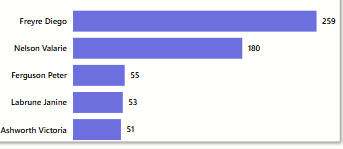 Freyre Diego 259
Nelson Valarie 180
Ferguson Peter 55
Labrune Janine 53
Ashworth Victoria 51